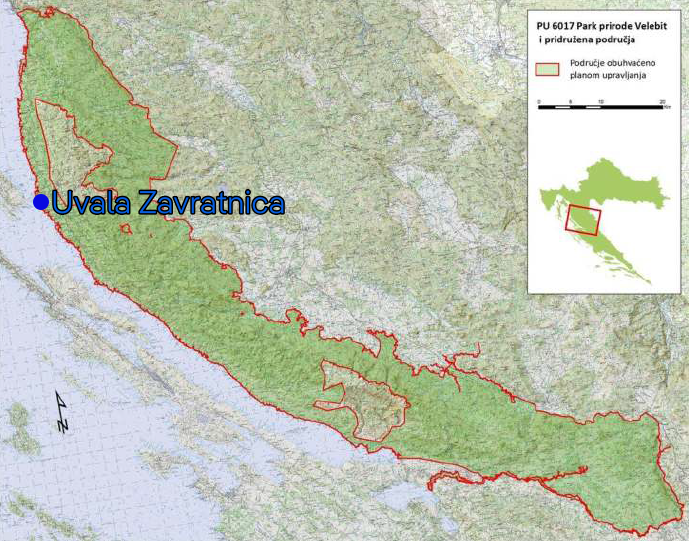 PU 6017 Park prirode Velebit
i pridružena područja
Područje obuhvaćeno
planom upravljanja
0 5 10 20
Uvala Zavratnica
N